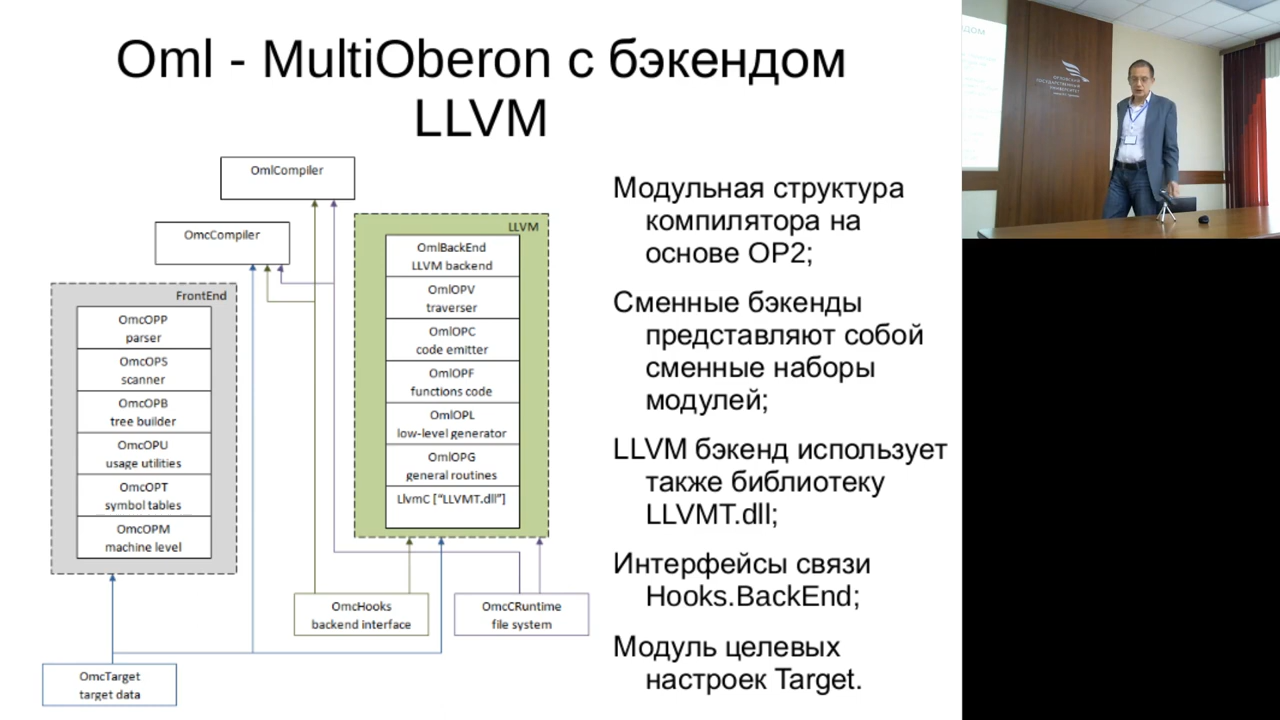 Oml - MultiOberon с бэкендом
LLVM
OmlCompiler
OmcCompiler
FrontEnd
OmcOPP
parser
OmcOPS
scanner
OmcOPB
tree builder
OmcOPU
usage utilities
OmcOPT
symbol tables
OmcOPM
machine level
LLVM
OmlBackEnd
LLVM backend
OmlOPV
traverser
OmlOPC
code emitter
OmlOPF
functions code
OmlOPL
low-level generator
OmlOPG
general routines
LlvmC ["LLVMT.dll"]
OmcHooks
backend interface
OmcCRuntime
file system
OmcTarget
target data
Модульная структура
компилятора на
основе OP2;
Сменные бэкенды
представляют собой
сменные наборы
модулей;
LLVM бэкенд использует
также библиотеку
LLVMT.dll;
Интерфейсы связи
Hooks.BackEnd;
Модуль целевых
настроек Target.
ОРЛОВСКИЙ
ГОСУДАРСТВЕННЫЙ
УНИВЕРСИТЕТ